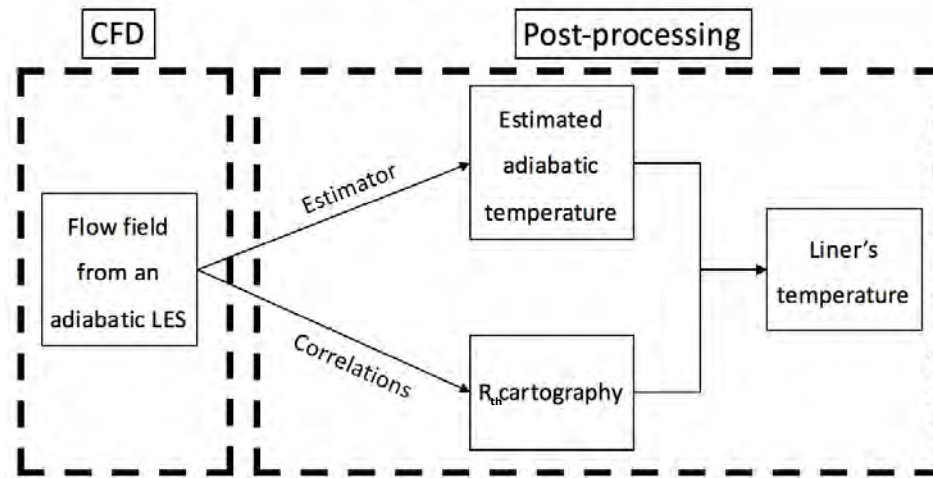 CFD
Post-processing
Flow field
from an
adiabatic LES
Estimator
Correlations
Estimated
adiabatic
temperature
Rth cartography
Liner's
temperature